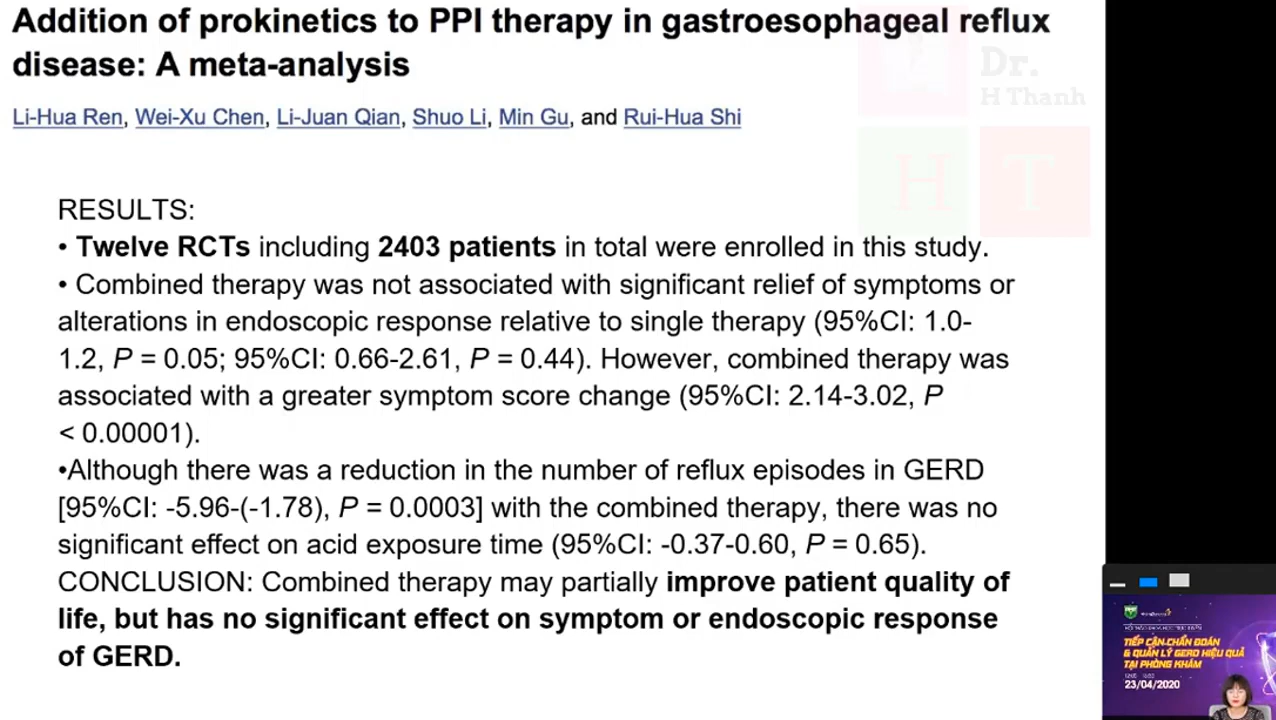 Addition of prokinetics to PPI therapy in gastroesophageal reflux
disease: A meta-analysis
Dr.
H Thanh
Li-Hua Ren, Wei-Xu Chen, Li-Juan Qian, Shuo Li, Min Gu, and Rui-Hua Shi
H T
RESULTS:
• Twelve RCTs including 2403 patients in total were enrolled in this study.
• Combined therapy was not associated with significant relief of symptoms or
alterations in endoscopic response relative to single therapy (95%CI: 1.0-
1.2, P = 0.05; 95%CI: 0.66-2.61, P = 0.44). However, combined therapy was
associated with a greater symptom score change (95%CI: 2.14-3.02, P
< 0.00001).
•Although there was a reduction in the number of reflux episodes in GERD
[95%CI: -5.96-(-1.78), P = 0.0003] with the combined therapy, there was no
significant effect on acid exposure time (95%CI: -0.37-0.60, P = 0.65).
CONCLUSION: Combined therapy may partially improve patient quality of
life, but has no significant effect on symptom or endoscopic response
of GERD.
HỘI THẢO KHOA HỌC TRỰC TUYẾN
TIẾP CẬN CHẨN ĐOÁN
& QUẢN LÝ GERD HIỆU QUẢ
TẠI PHÒNG KHÁM
23/04/2020